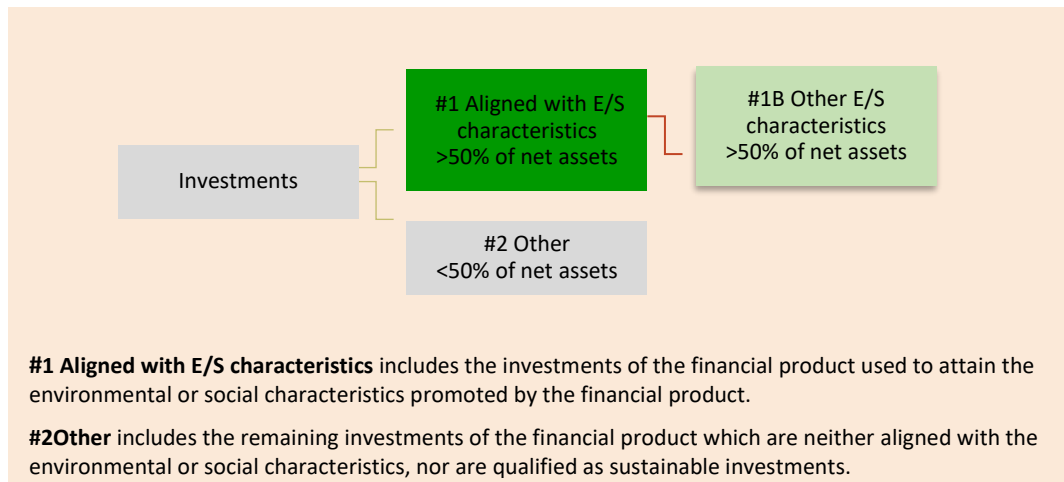 #1 Aligned with E/S
characteristics
>50% of net assets
#1B Other E/S
characteristics
>50% of net assets
Investments
#2 Other
<50% of net assets
#1 Aligned with E/S characteristics includes the investments of the financial product used to attain the
environmental or social characteristics promoted by the financial product.
#2Other includes the remaining investments of the financial product which are neither aligned with the
environmental or social characteristics, nor are qualified as sustainable investments.